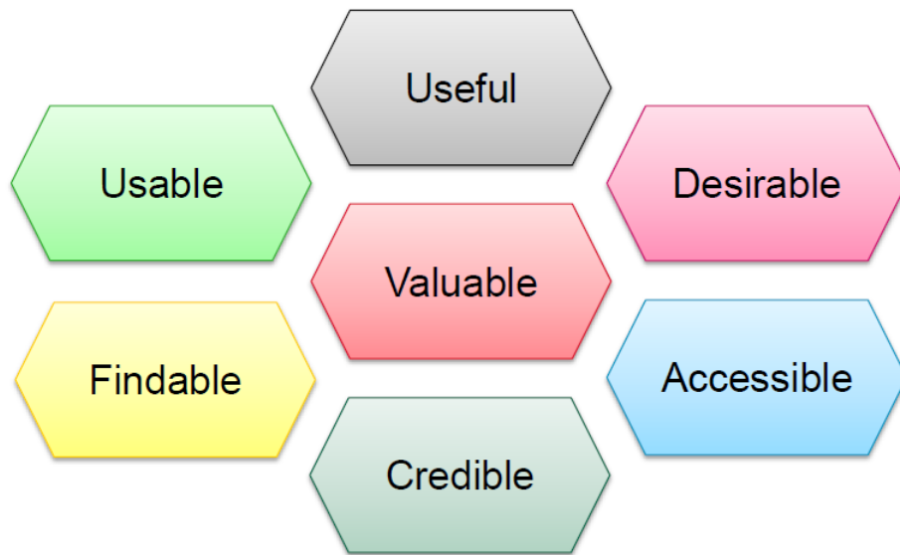 Useful
Usable
Desirable
Valuable
Findable
Accessible
Credible